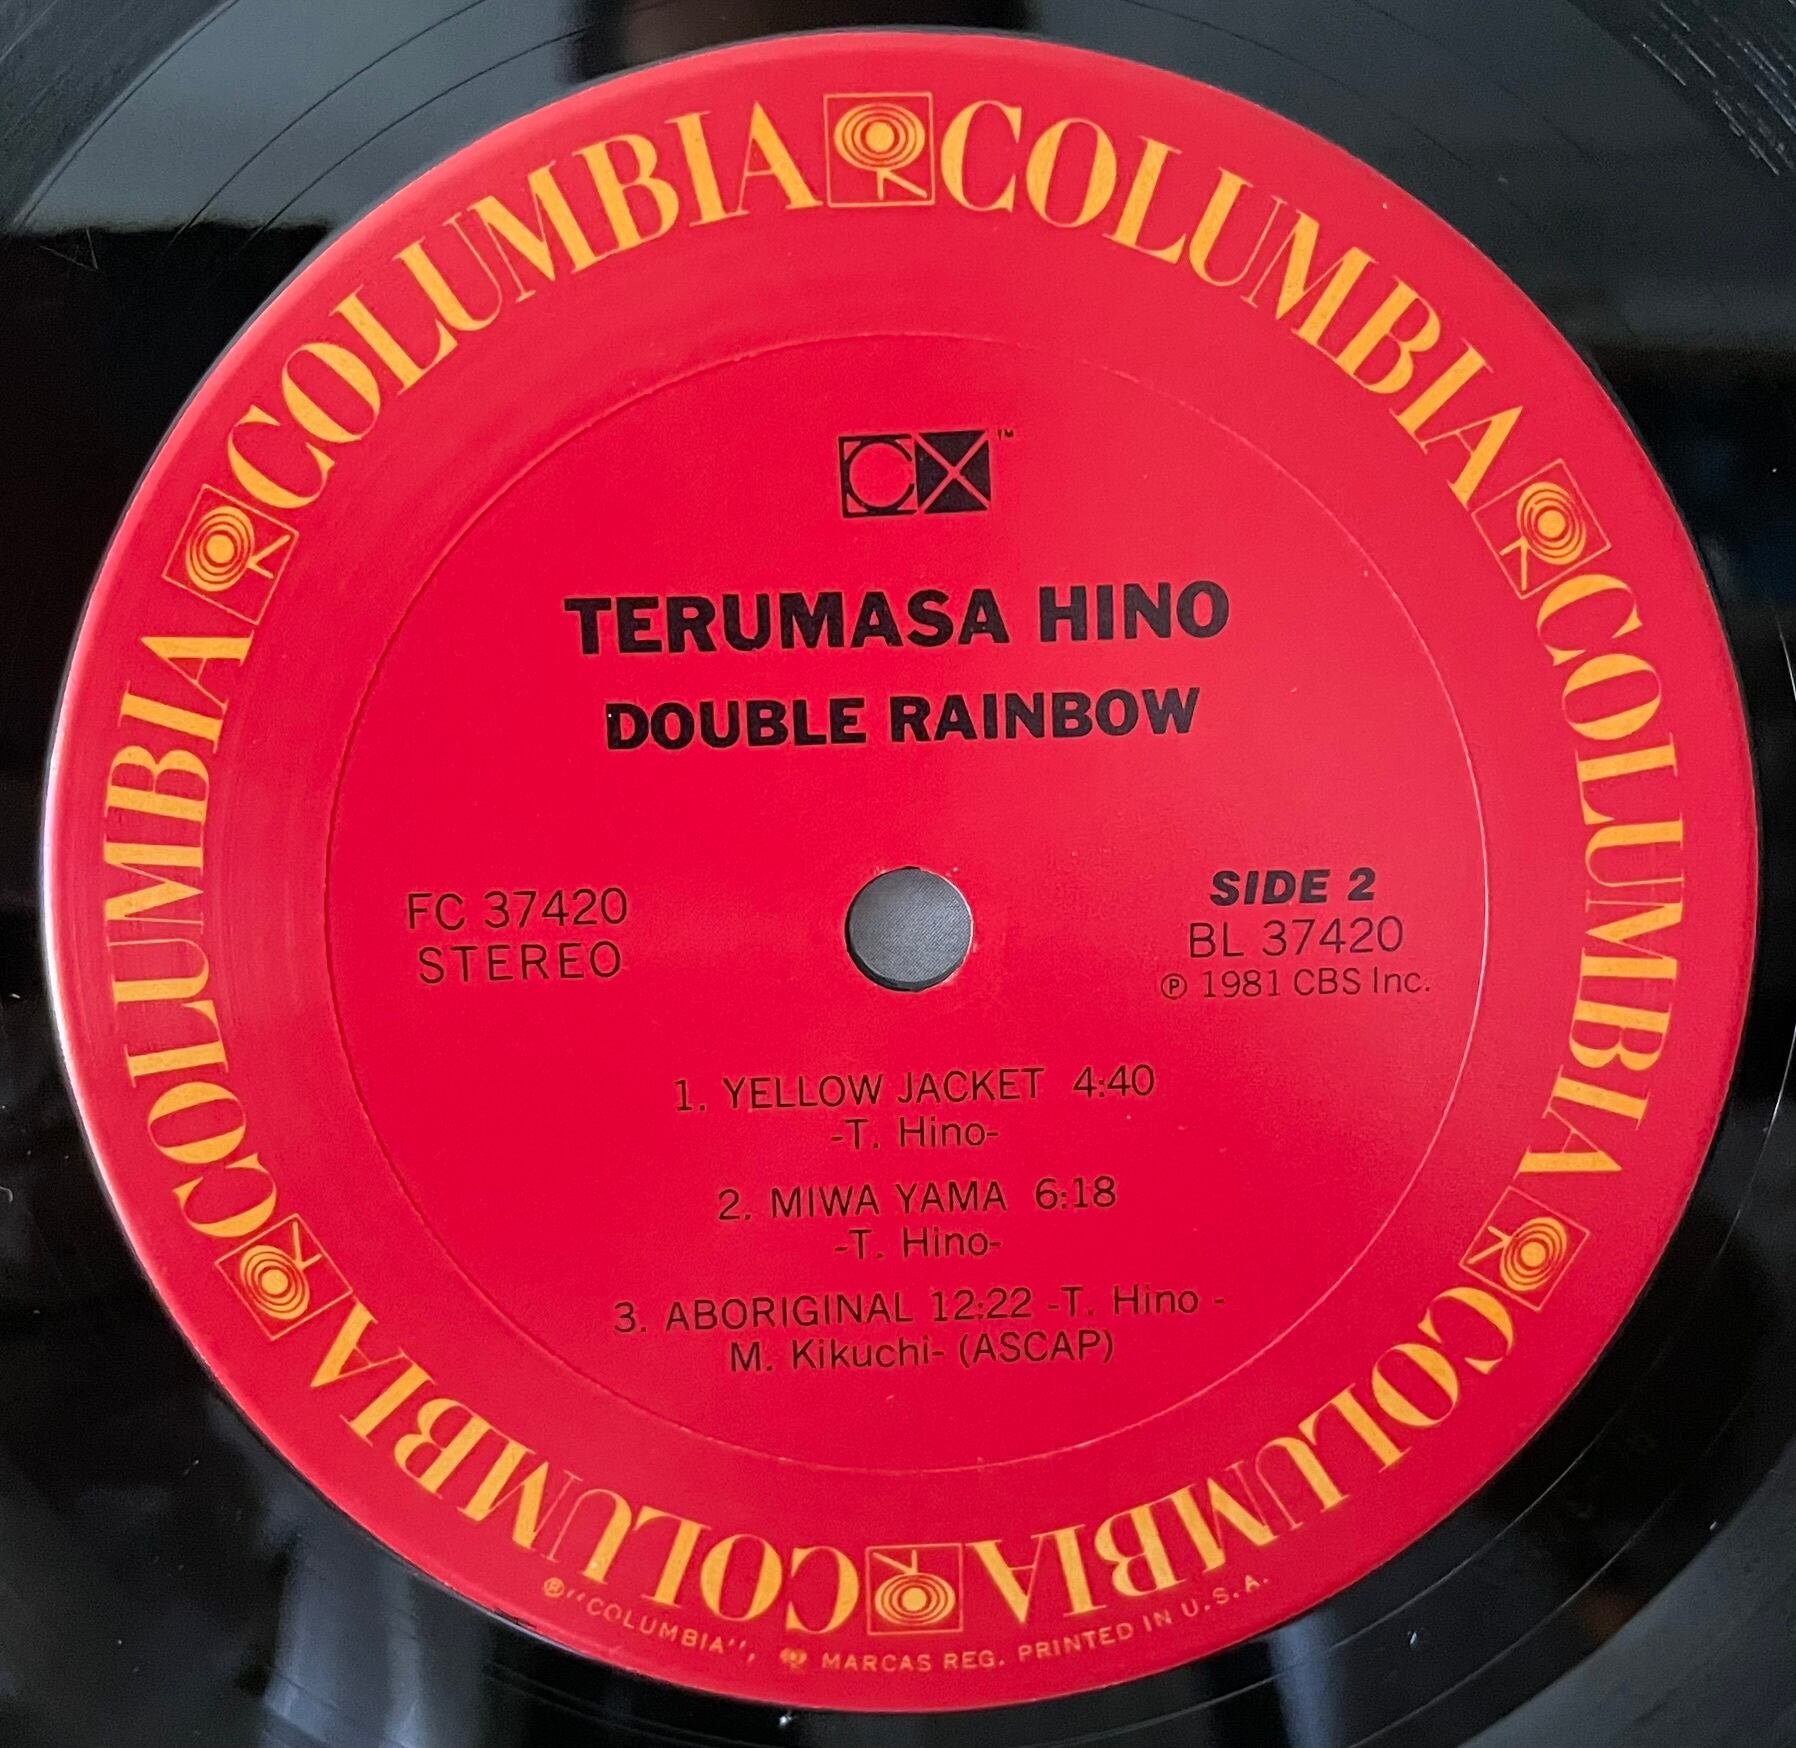 COLUMBIA COLUMBIA COLUMBIA COLUMBIA COLUMBIA COLUMBIA
CX™
TERUMASA HINO
DOUBLE RAINBOW
FC 37420
STEREO
SIDE 2
BL 37420
℗ 1981 CBS Inc.
1. YELLOW JACKET 4:40
-T. Hino-
2. MIWA YAMA 6:18
-T. Hino-
3. ABORIGINAL 12:22 -T. Hino -
M. Kikuchi- (ASCAP)
® "COLUMBIA", MARCAS REG. PRINTED IN U.S.A.